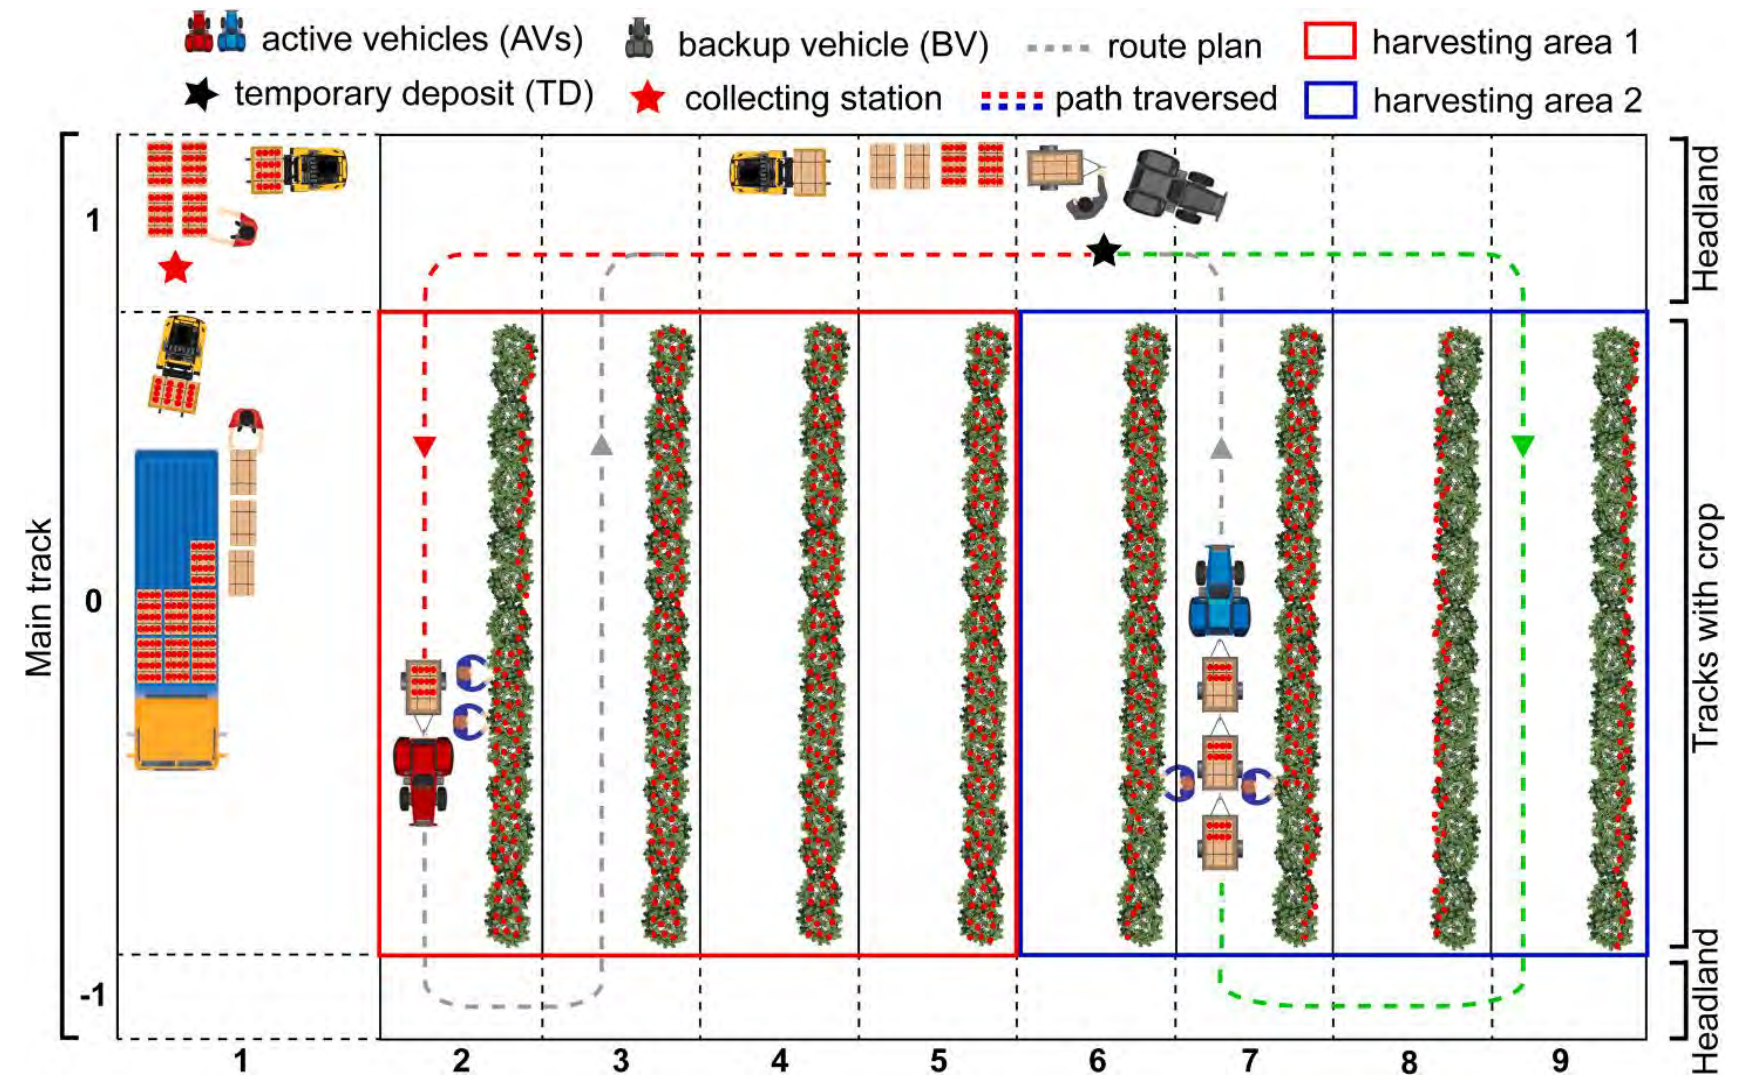 active vehicles (AVs)
backup vehicle (BV)
route plan
harvesting area 1
temporary deposit (TD)
collecting station
path traversed
harvesting area 2
Main track
1
0
-1
Headland
Tracks with crop
Headland
1 2 3 4 5 6 7 8 9